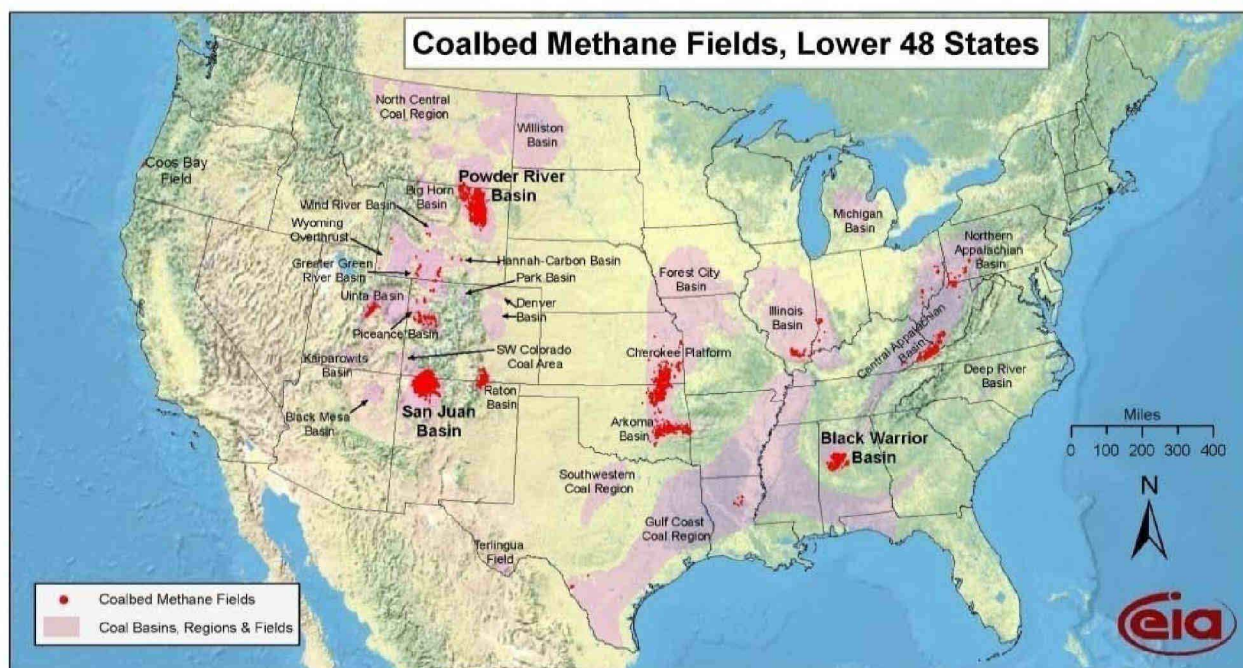 Coalbed Methane Fields, Lower 48 States
North Central
Coal Region
Williston
Basin
Coos Bay
Field
Powder River
Basin
Big Horn
Basin
Wind River Basin
Wyoming
Overthrust
Michigan
Basin
Northern
Appalachian
Basin
Greater Green
River Basin
Hannah-Carbon Basin
Park Basin
Forest City
Basin
Uinta Basin
Denver
Basin
Illinois
Basin
Piceance Basin
Central Appalachian
Basin
Kaiparowits
Basin
SW Colorado
Coal Area
Cherokee Platform
Deep River
Basin
Raton
Basin
Black Mesa
Basin
San Juan
Basin
Arkoma
Basin
Black Warrior
Basin
Miles
0 100 200 300 400
Southwestern
Coal Region
Gulf Coast
Coal Region
N
Terlingua
Field
Coalbed Methane Fields
Coal Basins, Regions & Fields
eia